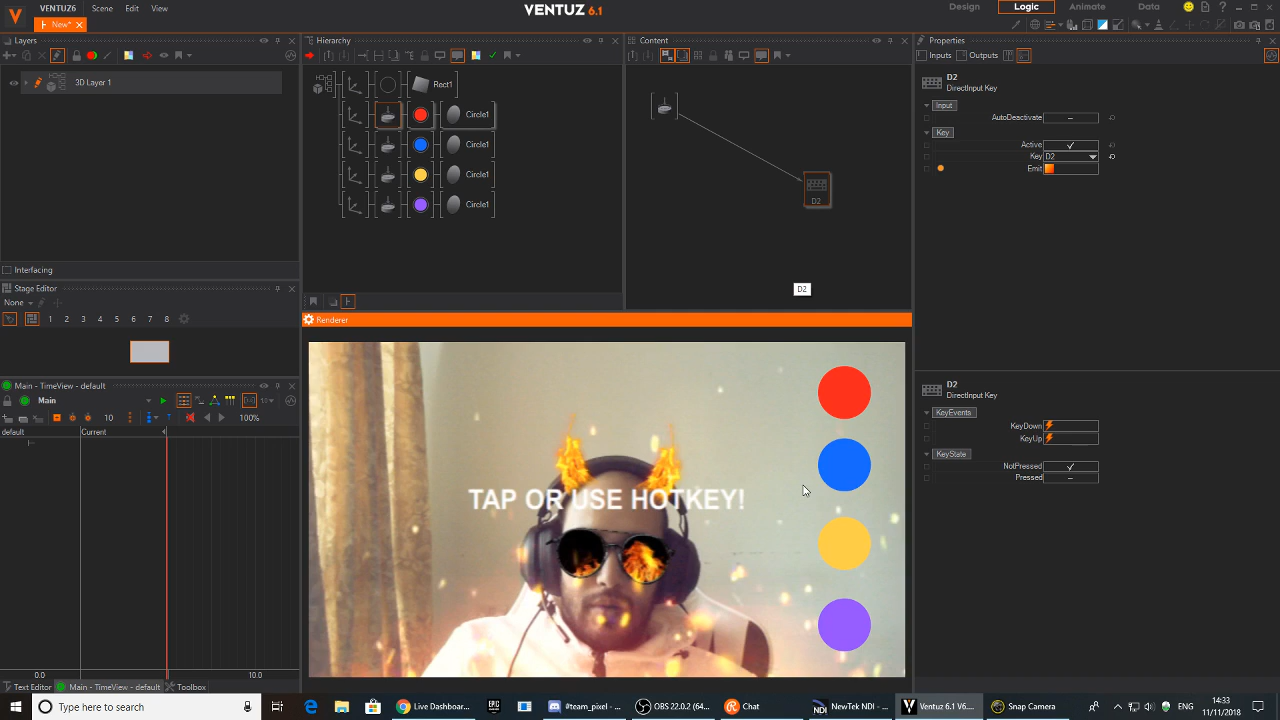 VENTUZ6 Scene Edit View
VENTUZ 6.1
Design Logic Animate Data
New*
Layers
Hierarchy
Content
Properties
Inputs Outputs
3D Layer 1
Rect1
Circle1
Circle1
Circle1
Circle1
D2
D2
D2
DirectInput Key
Input
AutoDeactivate
Key
Active
Key D2
Emit
Interfacing
Stage Editor
None
1 2 3 4 5 6 7 8
Renderer
TAP OR USE HOTKEY!
Main - TimeView - default
Main
10
100%
default Current
0.0 10.0
Text Editor Main - TimeView - default Toolbox
D2
DirectInput Key
KeyEvents
KeyDown
KeyUp
KeyState
NotPressed
Pressed
Type here to search
Live Dashboar...
#team_pixel - ...
OBS 22.0.2 (64...
Chat
NewTek NDI - ...
Ventuz 6.1 V6....
Snap Camera
ENG
14:33
11/11/2018